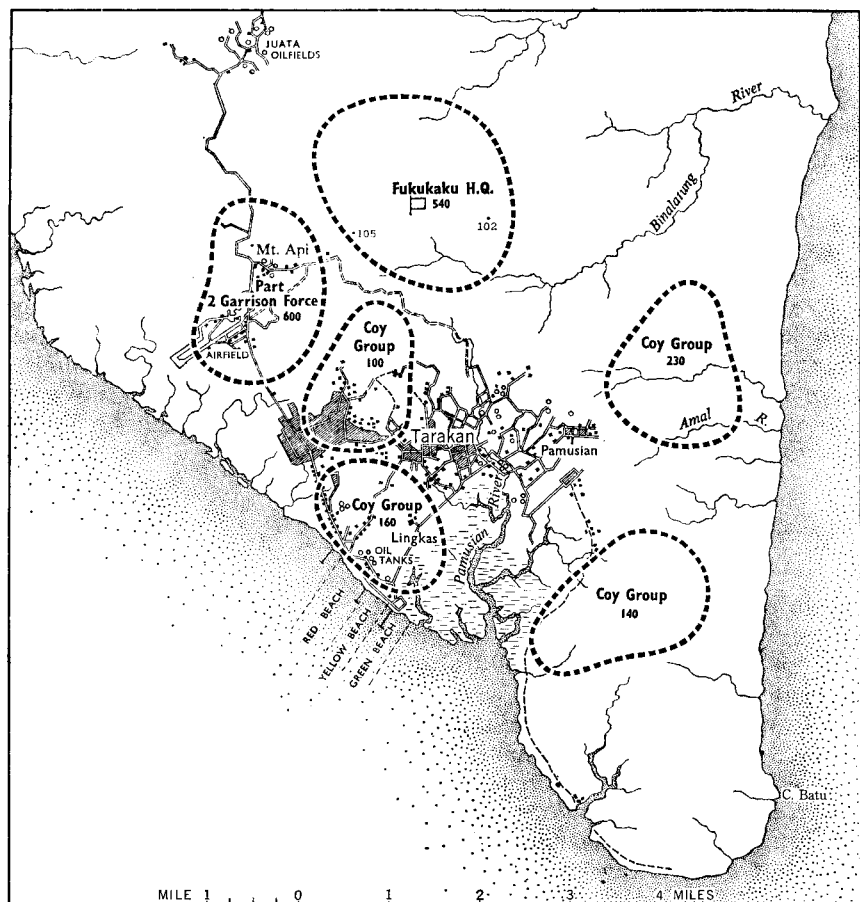 JUATA
OILFIELDS
River
Binalatung
Fukukaku H.Q.
540
105
102
Mt. Api
Part
2 Garrison Force
600
AIRFIELD
Coy
Group
100
Coy Group
230
Amal R.
Tarakan
Pamusian
Coy Group
160
Lingkas
OIL
TANKS
Pamusian River
RED BEACH
YELLOW BEACH
GREEN BEACH
Coy Group
140
C. Batu
MILE 1 0 1 2 3 4 MILES